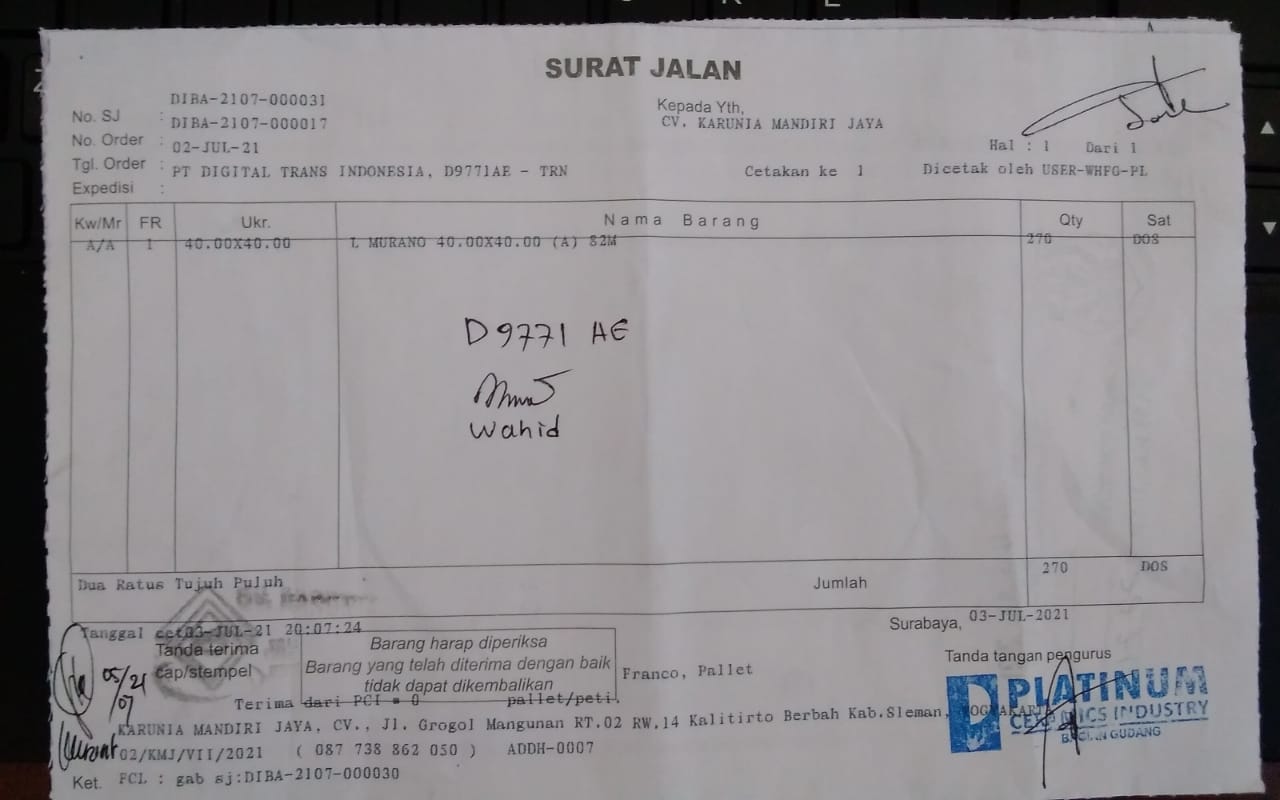 SURAT JALAN
No. SJ : DIBA-2107-000031
No. Order : DIBA-2107-000017
Tgl. Order : 02-JUL-21
Expedisi : PT DIGITAL TRANS INDONESIA, D9771AE - TRN
Kepada Yth,
CV. KARUNIA MANDIRI JAYA
Hal : 1 Dari 1
Cetakan ke 1 Dicetak oleh USER-WHFG-PL
Kw/Mr FR Ukr. Nama Barang Qty Sat
A/A 1 40.00X40.00 L MURANO 40.00X40.00 (A) 82M 270 DOS
D 9771 AE
Wahid
Dua Ratus Tujuh Puluh Jumlah 270 DOS
Tanggal cet03-JUL-21 20:07:24
Surabaya, 03-JUL-2021
Tanda terima
cap/stempel
05/07 21
Barang harap diperiksa
Barang yang telah diterima dengan baik
tidak dapat dikembalikan
Franco, Pallet
Tanda tangan pengurus
Terima dari PCI = 0 pallet/peti.
PLATINUM
CERAMICS INDUSTRY
BAGIAN GUDANG
KARUNIA MANDIRI JAYA, CV., Jl. Grogol Mangunan RT.02 RW.14 Kalitirto Berbah Kab.Sleman, YOGYAKARTA
02/KMJ/VII/2021 ( 087 738 862 050 ) ADDH-0007
Ket. FCL : gab sj:DIBA-2107-000030